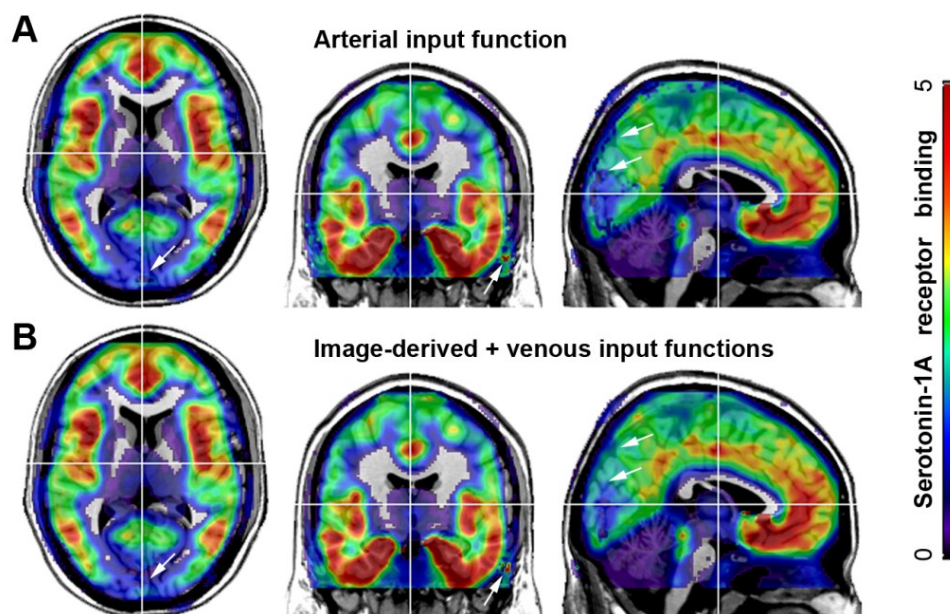 A
Arterial input function
B
Image-derived + venous input functions
5
Serotonin-1A receptor binding
0